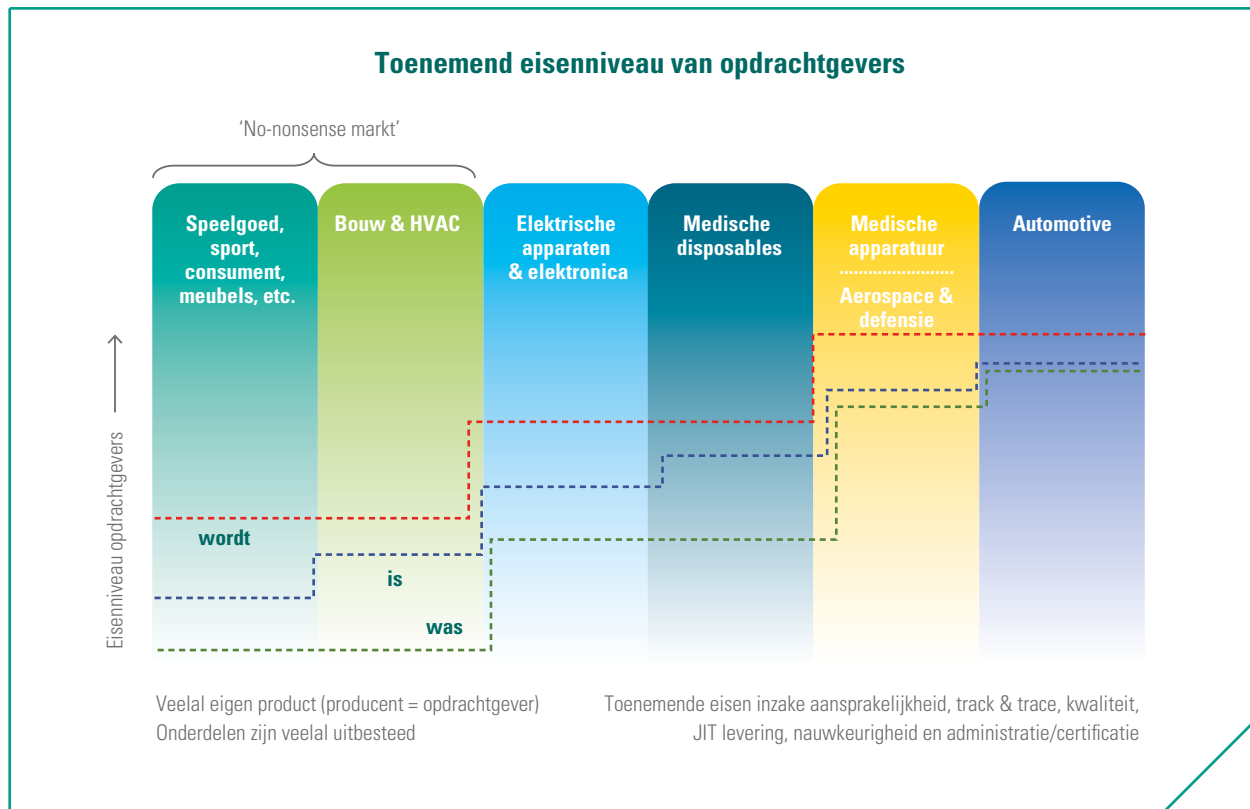 Toenemend eisenniveau van opdrachtgevers
‘No-nonsense markt’
Speelgoed,
sport,
consument,
meubels, etc.
Bouw & HVAC
Elektrische
apparaten
& elektronica
Medische
disposables
Medische
apparatuur
Aerospace &
defensie
Automotive
Eisenniveau opdrachtgevers
wordt
is
was
Veelal eigen product (producent = opdrachtgever)
Onderdelen zijn veelal uitbesteed
Toenemende eisen inzake aansprakelijkheid, track & trace, kwaliteit,
JIT levering, nauwkeurigheid en administratie/certificatie